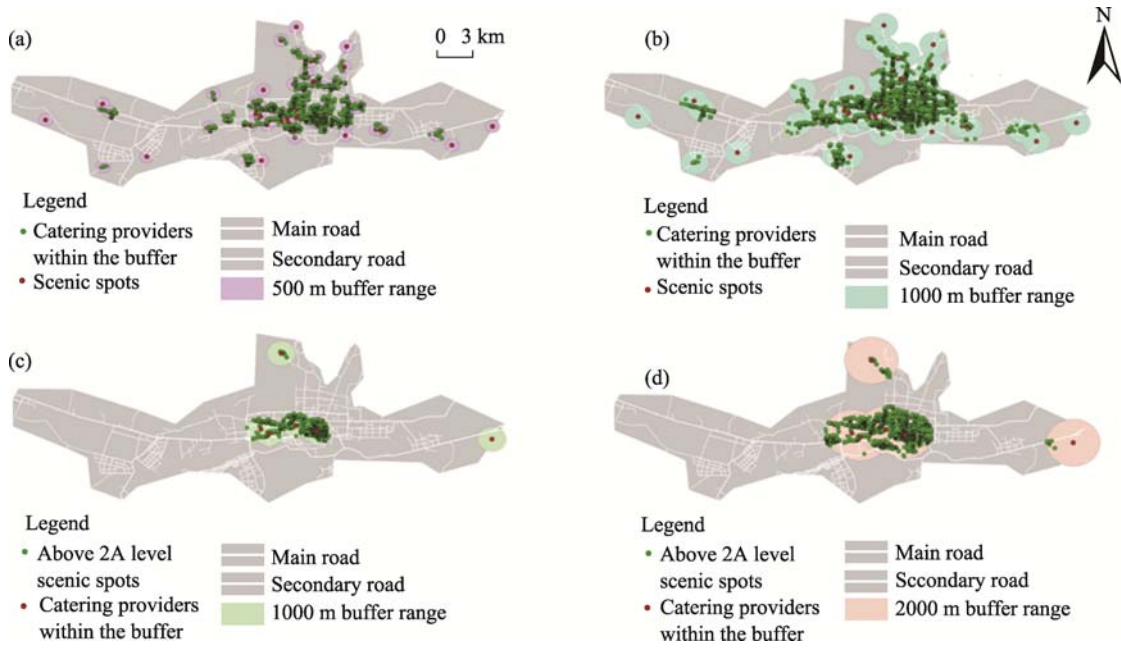 (a)
0 3 km
(b)
N
Legend
Catering providers
within the buffer
Scenic spots
Main road
Secondary road
500 m buffer range
Legend
Catering providers
within the buffer
Scenic spots
Main road
Secondary road
1000 m buffer range
(c)
(d)
Legend
Above 2A level
scenic spots
Catering providers
within the buffer
Main road
Secondary road
1000 m buffer range
Legend
Above 2A level
scenic spots
Catering providers
within the buffer
Main road
Sccondary road
2000 m buffer range